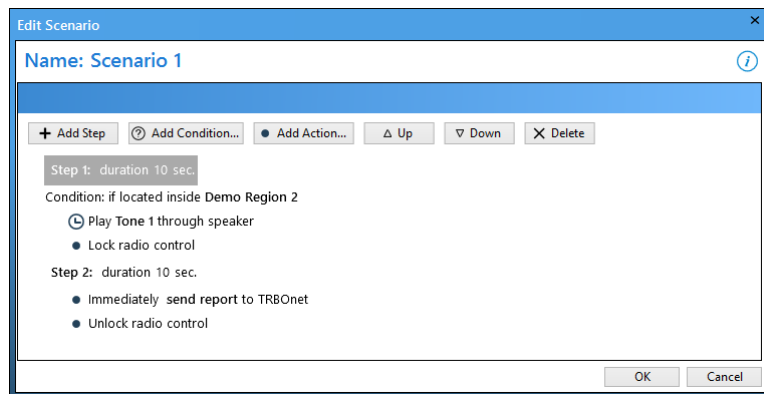 Edit Scenario
Name: Scenario 1
Add Step Add Condition... Add Action... Up Down Delete
Step 1: duration 10 sec.
Condition: if located inside Demo Region 2
Play Tone 1 through speaker
Lock radio control
Step 2: duration 10 sec.
Immediately send report to TRBOnet
Unlock radio control
OK Cancel